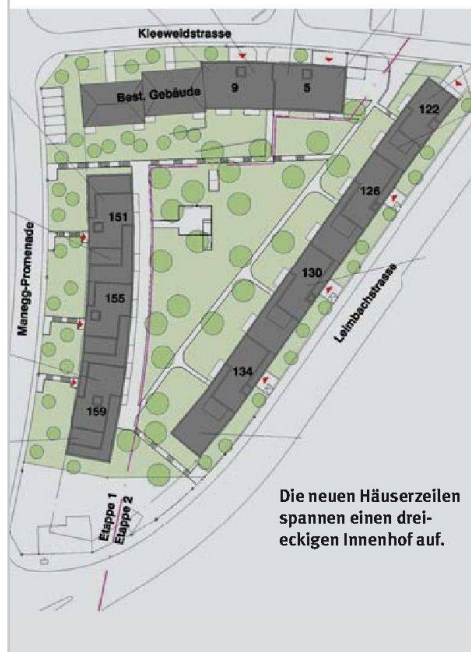 Kiesweidstrasse
Best. Gebäude
9
5
122
126
130
134
Leimbachstrasse
151
155
159
Manegg-Promenade
Etappe 1
Etappe 2
Die neuen Häuserzeilen
spannen einen drei-
eckigen Innenhof auf.